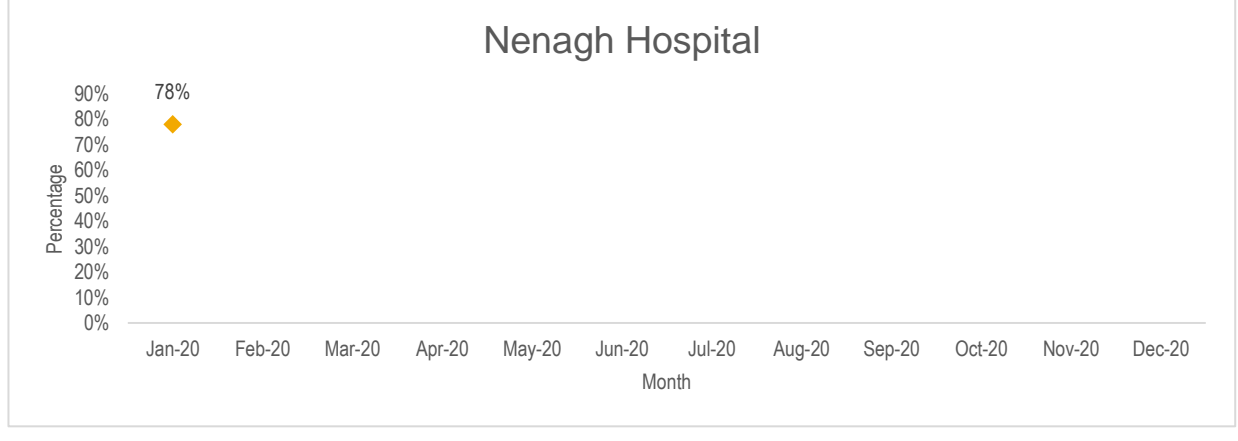 Nenagh Hospital
90%
80%
70%
60%
50%
40%
30%
20%
10%
0%
Percentage
78%
Jan-20 Feb-20 Mar-20 Apr-20 May-20 Jun-20 Jul-20 Aug-20 Sep-20 Oct-20 Nov-20 Dec-20
Month